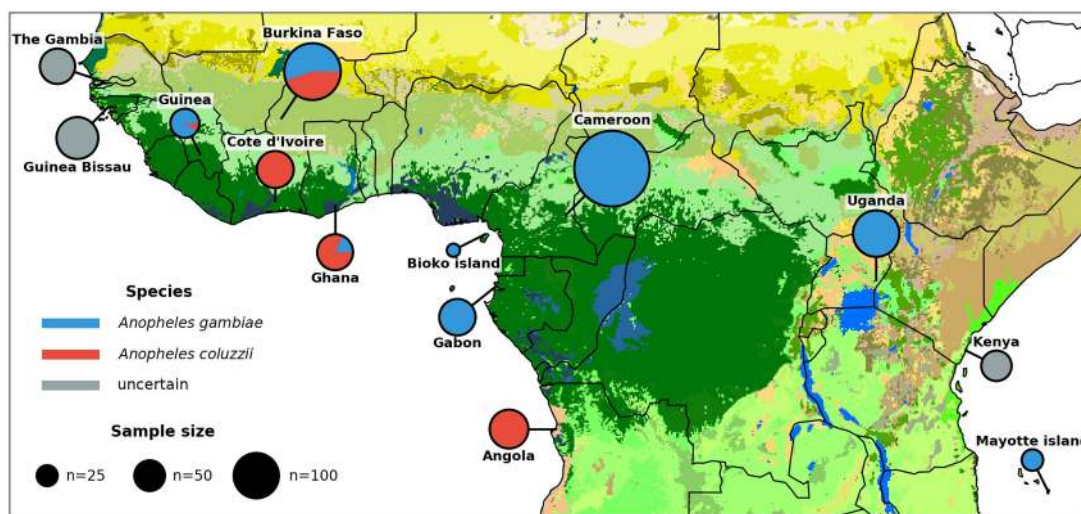 The Gambia
Burkina Faso
Guinea
Cameroon
Cote d'Ivoire
Guinea Bissau
Uganda
Ghana
Bioko island
Gabon
Kenya
Angola
Mayotte island
Species
Anopheles gambiae
Anopheles coluzzii
uncertain
Sample size
n=25
n=50
n=100